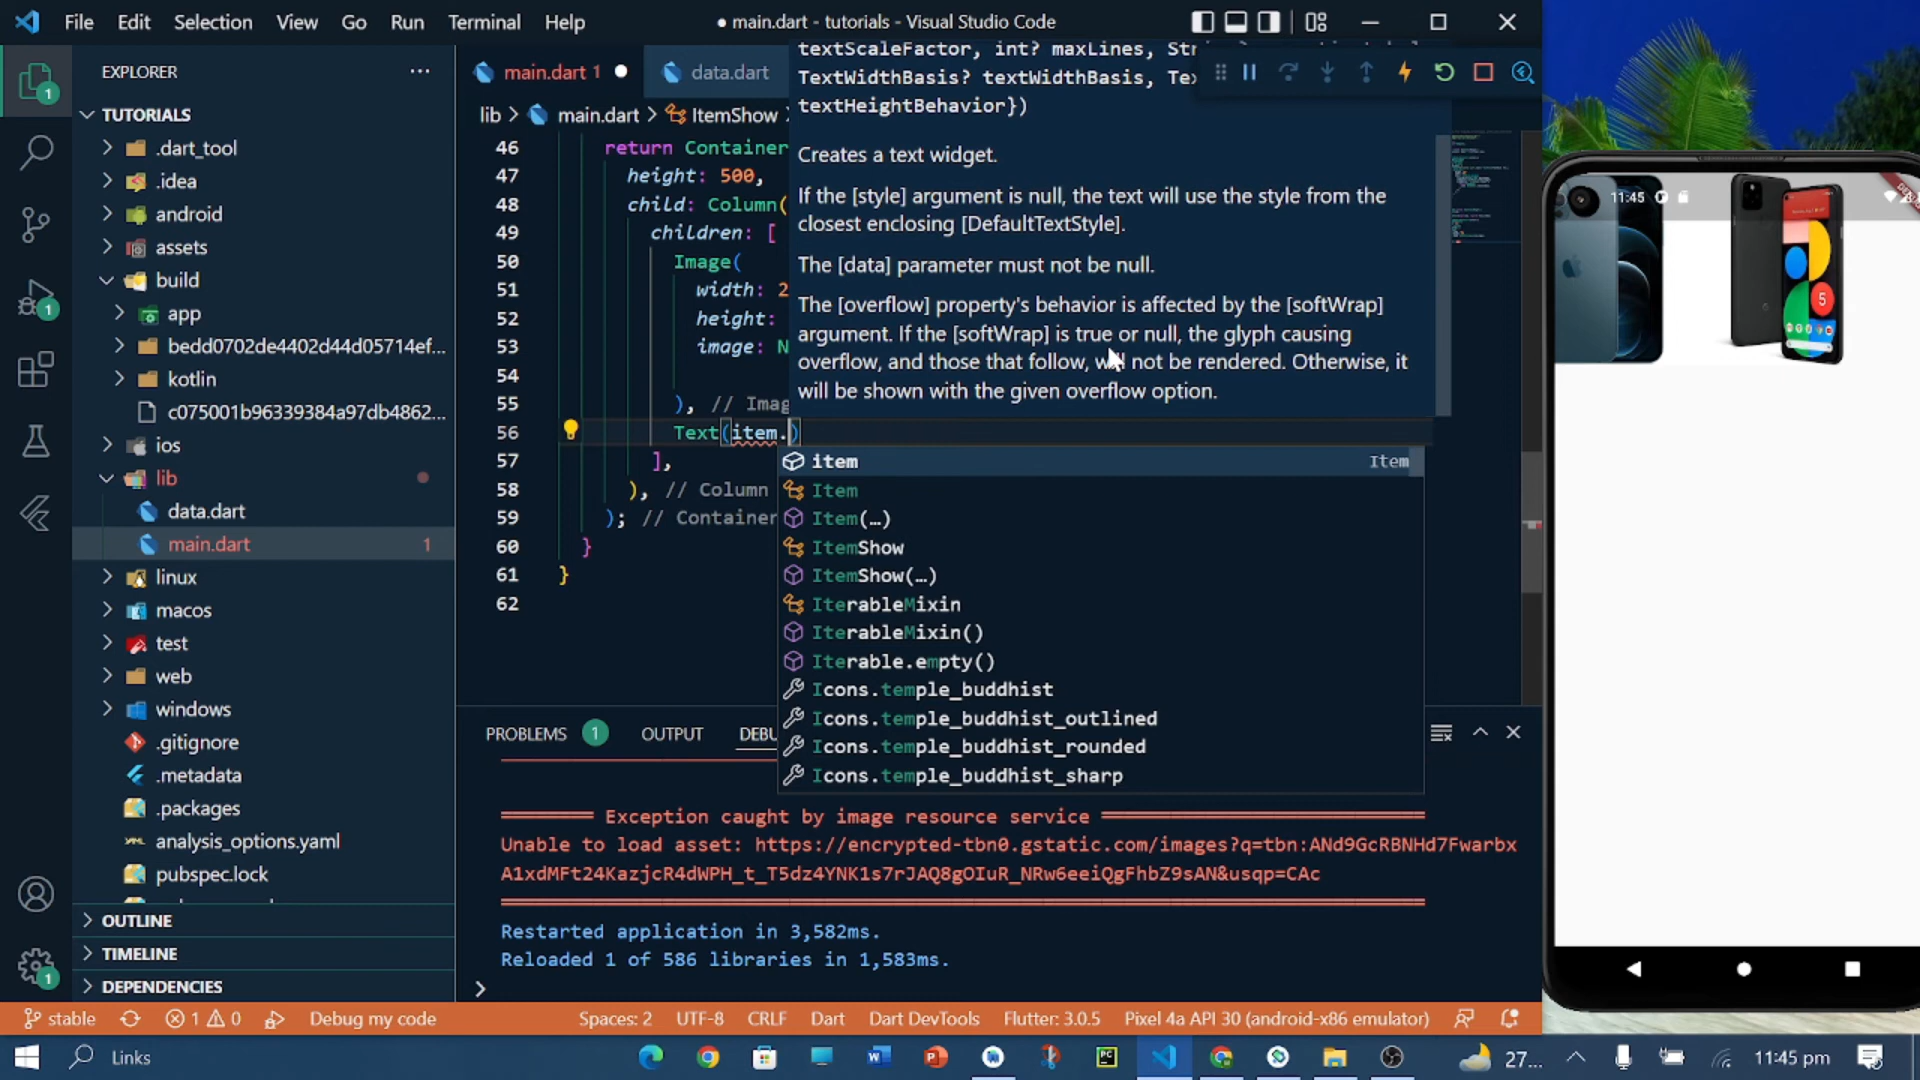 File Edit Selection View Go Run Terminal Help
● main.dart - tutorials - Visual Studio Code
EXPLORER
TUTORIALS
.dart_tool
.idea
android
assets
build
app
bedd0702de4402d44d05714ef...
kotlin
c075001b96339384a97db4862...
ios
lib
data.dart
main.dart 1
linux
macos
test
web
windows
.gitignore
.metadata
.packages
analysis_options.yaml
pubspec.lock
OUTLINE
TIMELINE
DEPENDENCIES
main.dart 1 ●
data.dart
lib > main.dart > ItemShow
46 return Container
47 height: 500,
48 child: Column(
49 children: [
50 Image(
51 width: 2
52 height:
53 image: N
54
55 ), // Imag
56 Text(item.)
57 ],
58 ), // Column
59 ); // Container
60 }
61 }
62
textScaleFactor, int? maxLines,
TextWidthBasis? textWidthBasis,
textHeightBehavior})
Creates a text widget.
If the [style] argument is null, the text will use the style from the
closest enclosing [DefaultTextStyle].
The [data] parameter must not be null.
The [overflow] property's behavior is affected by the [softWrap]
argument. If the [softWrap] is true or null, the glyph causing
overflow, and those that follow, will not be rendered. Otherwise, it
will be shown with the given overflow option.
item Item
Item
Item(…)
ItemShow
ItemShow(…)
IterableMixin
IterableMixin()
Iterable.empty()
Icons.temple_buddhist
Icons.temple_buddhist_outlined
Icons.temple_buddhist_rounded
Icons.temple_buddhist_sharp
PROBLEMS 1 OUTPUT DEBU
Exception caught by image resource service
Unable to load asset: https://encrypted-tbn0.gstatic.com/images?q=tbn:ANd9GcRBNHd7Fwarbx
A1xdMFt24KazjcR4dWPH_t_T5dz4YNK1s7rJAQ8gOIuR_NRw6eeiQgFhbZ9sAN&usqp=CAc
Restarted application in 3,582ms.
Reloaded 1 of 586 libraries in 1,583ms.
>
stable 1 0 Debug my code Spaces: 2 UTF-8 CRLF Dart Dart DevTools Flutter: 3.0.5 Pixel 4a API 30 (android-x86 emulator)
Links 27... 11:45 pm
11:45
5